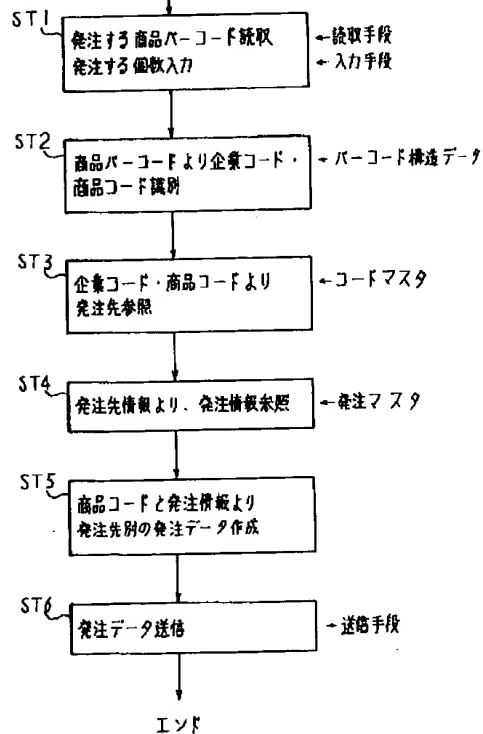 ST1
発注する商品バーコード読取
発注する個数入力
←読取手段
←入力手段
ST2
商品バーコードより企業コード・
商品コード識別
←バーコード構造データ
ST3
企業コード・商品コードより
発注先参照
←コードマスタ
ST4
発注先情報より、発注情報参照
←発注マスタ
ST5
商品コードと発注情報より
発注先別の発注データ作成
ST6
発注データ送信
←送信手段
エンド